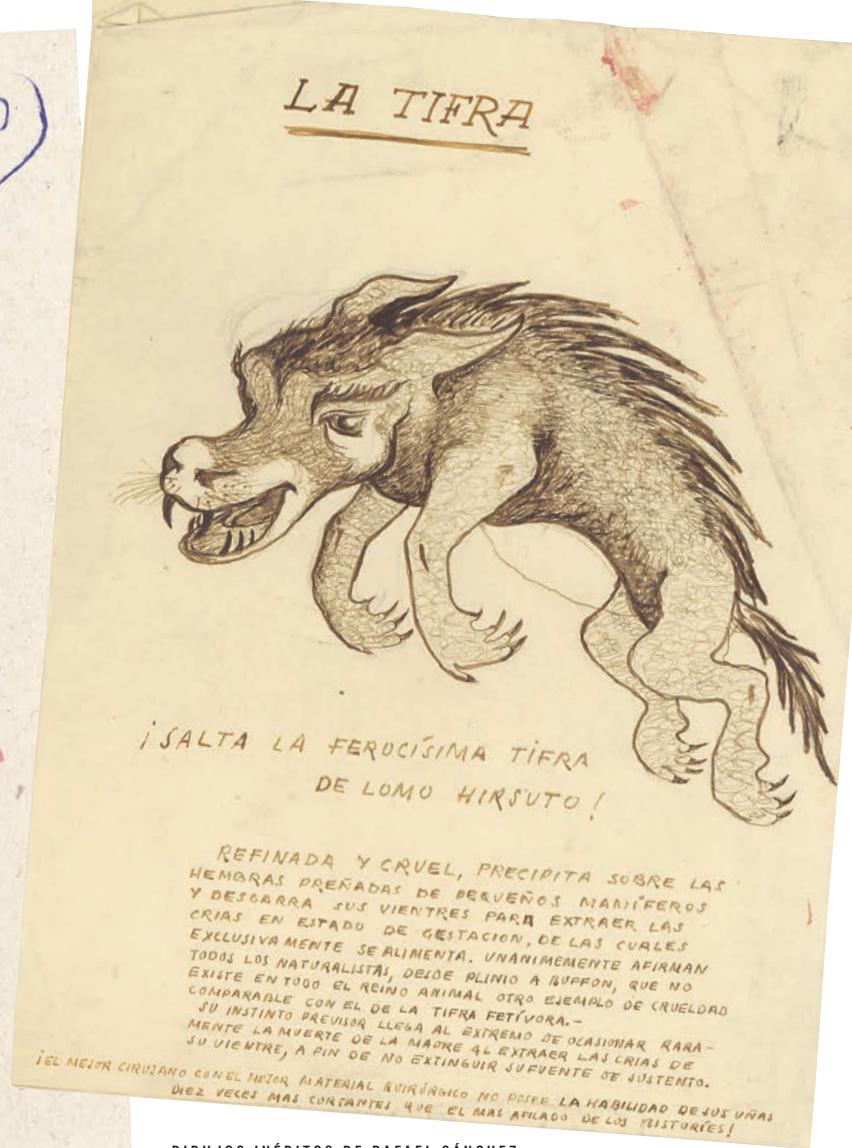 LA TIFRA
¡SALTA LA FEROCÍSIMA TIFRA
DE LOMO HIRSUTO!
REFINADA Y CRUEL, PRECIPITA SOBRE LAS
HEMBRAS PREÑADAS DE PEQUEÑOS MAMÍFEROS
Y DESGARRA SUS VIENTRES PARA EXTRAER LAS
CRIAS EN ESTADO DE GESTACION, DE LAS CUALES
EXCLUSIVAMENTE SE ALIMENTA. UNANIMEMENTE AFIRMAN
TODOS LOS NATURALISTAS, DESDE PLINIO A BUFFON, QUE NO
EXISTE EN TODO EL REINO ANIMAL OTRO EJEMPLO DE CRUELDAD
COMPARABLE CON EL DE LA TIFRA FETÍVORA.-
SU INSTINTO PREVISOR LLEGA AL EXTREMO DE OCASIONAR RARA-
MENTE LA MUERTE DE LA MADRE AL EXTRAER LAS CRIAS DE
SU VIENTRE, A FIN DE NO EXTINGUIR SU FUENTE DE SUSTENTO.
¡EL MEJOR CIRUJANO CON EL MEJOR MATERIAL QUIRÚRGICO NO POSEE LA HABILIDAD DE SUS UÑAS
DIEZ VECES MAS CORTANTES QUE EL MAS AFILADO DE LOS BISTURÍES!
DIBUJOS INÉDITOS DE RAFAEL SÁNCHEZ